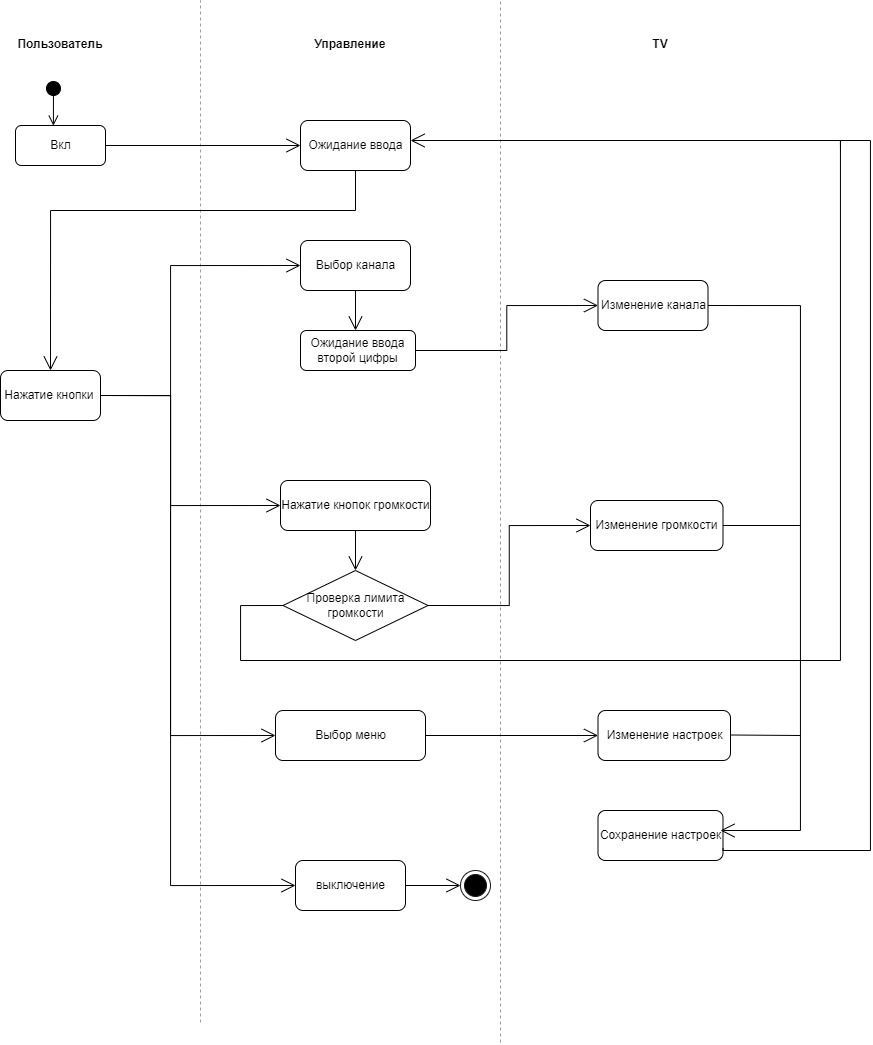 Пользователь
Управление
TV
Вкл
Ожидание ввода
Выбор канала
Изменение канала
Ожидание ввода
второй цифры
Нажатие кнопки
Нажатие кнопок громкости
Изменение громкости
Проверка лимита
громкости
Выбор меню
Изменение настроек
Сохранение настроек
выключение